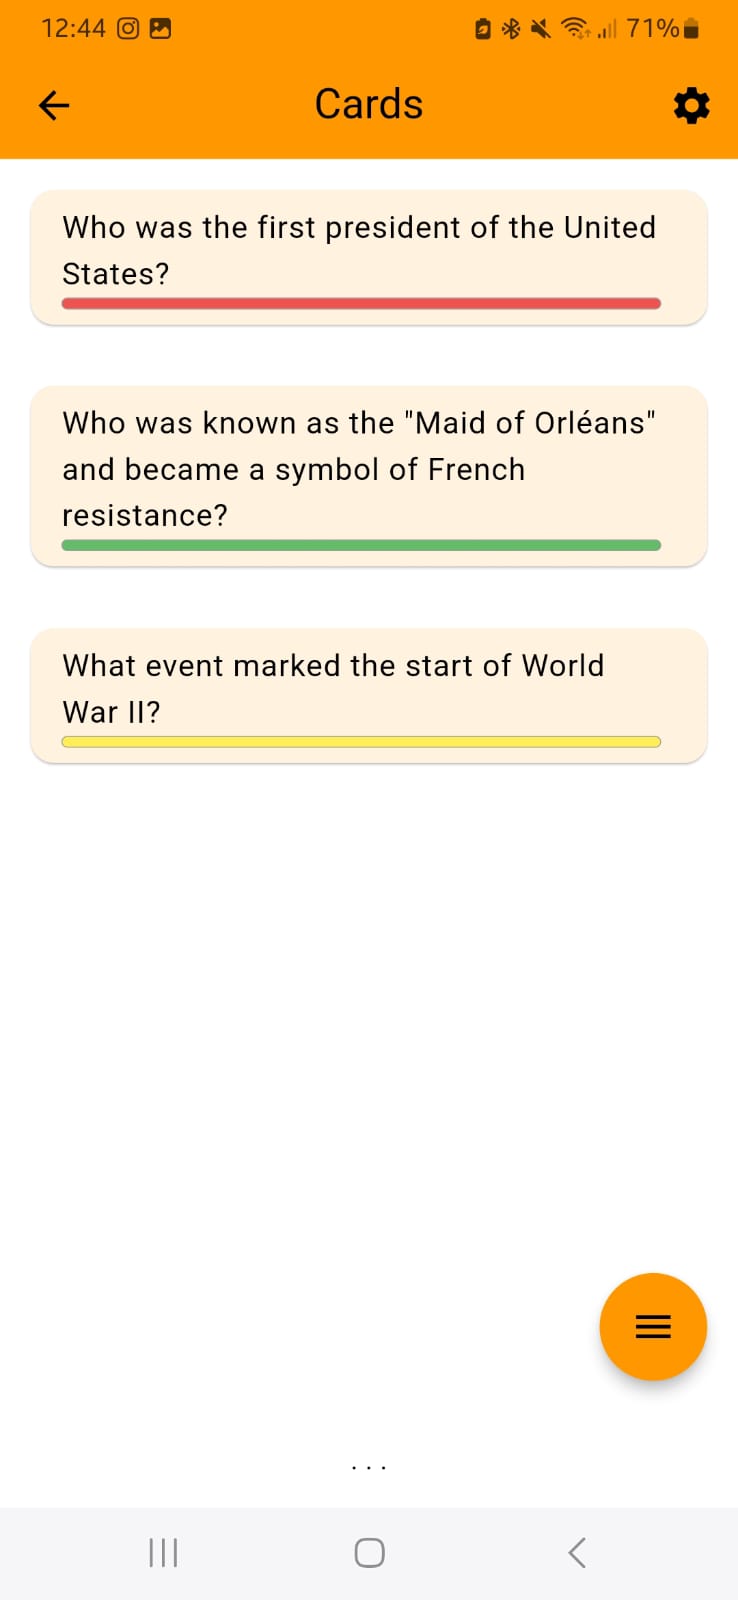 12:44 71%
Cards
Who was the first president of the United
States?
Who was known as the "Maid of Orléans"
and became a symbol of French
resistance?
What event marked the start of World
War II?
...